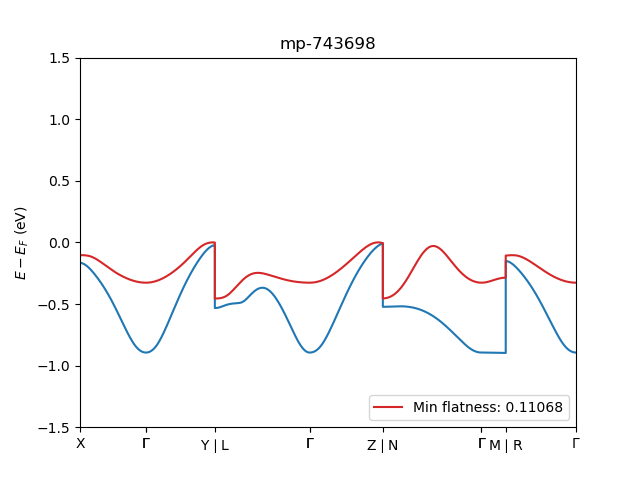 mp-743698
E − E_F (eV)
1.5
1.0
0.5
0.0
−0.5
−1.0
−1.5
Min flatness: 0.11068
X Γ Y | L Γ Z | N Γ M | R Γ